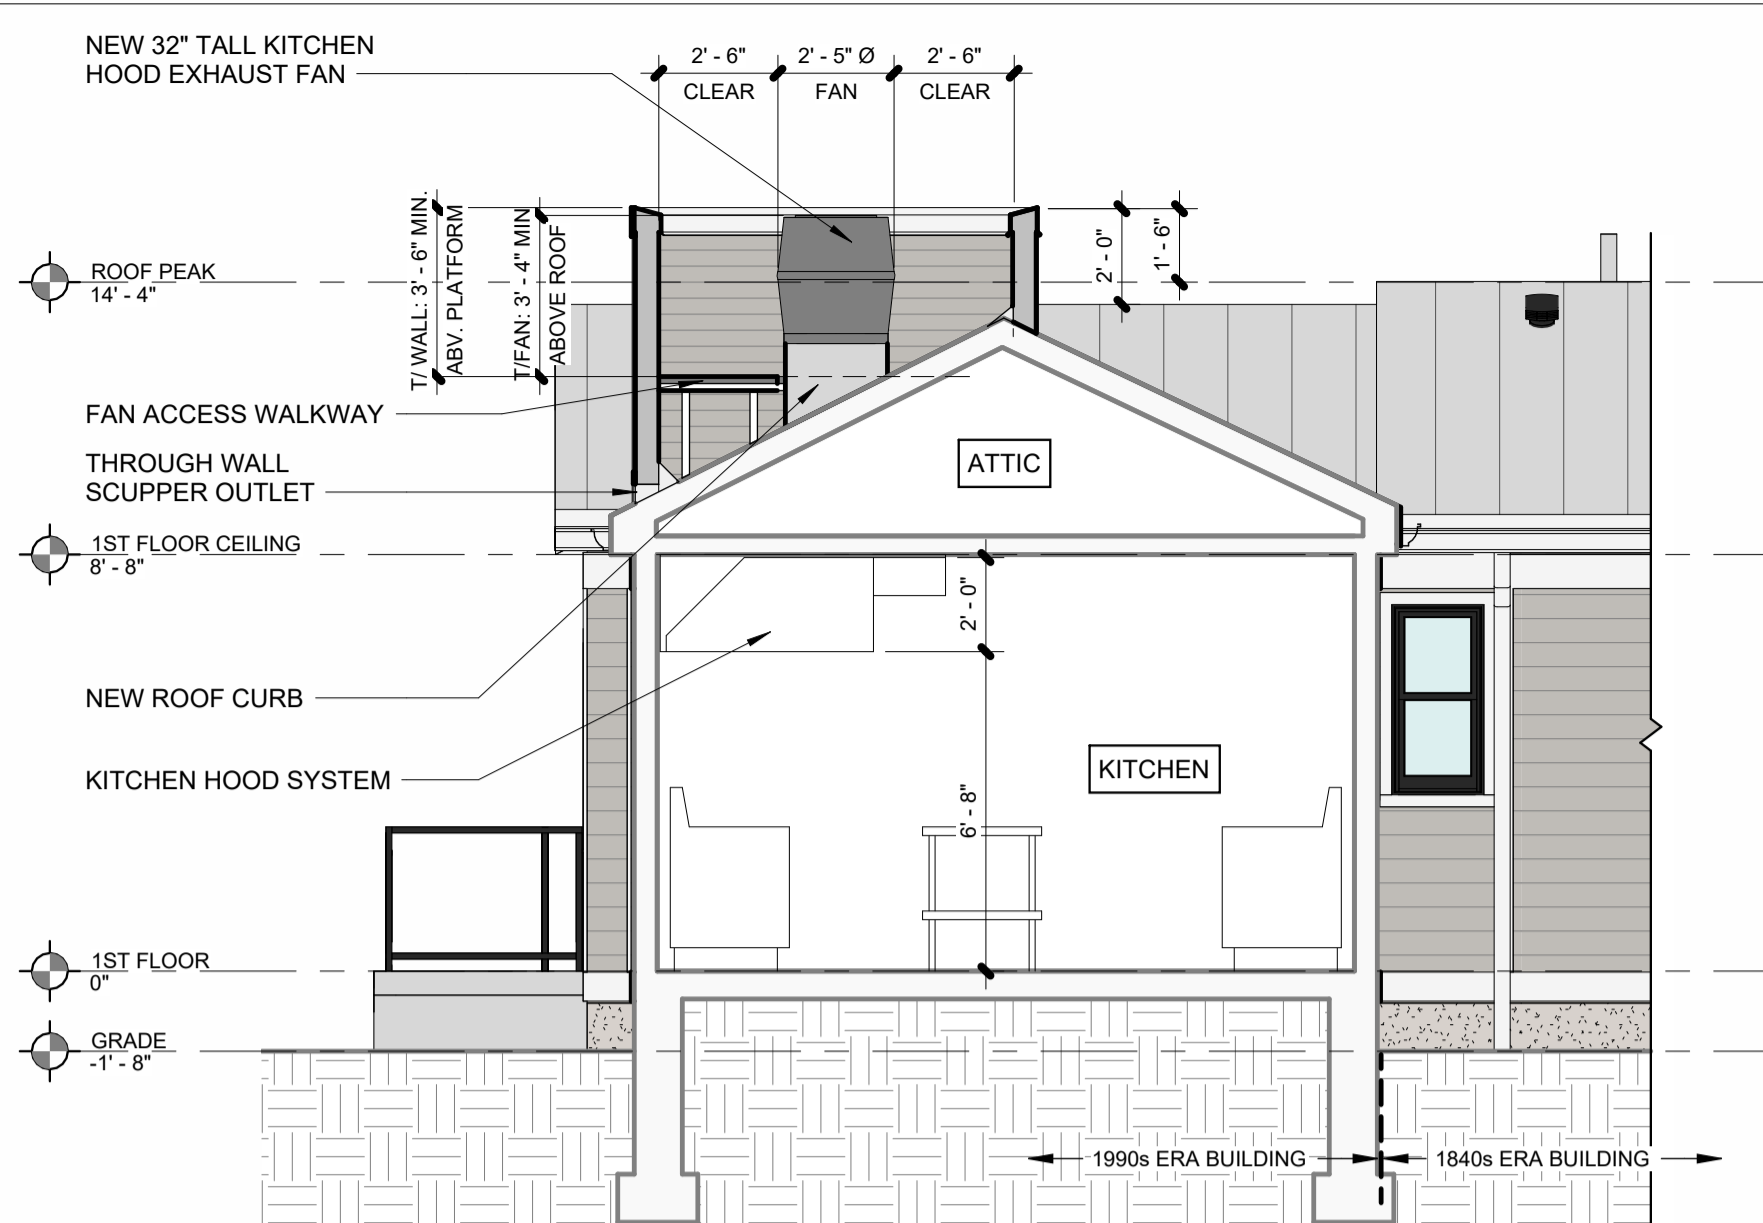 NEW 32" TALL KITCHEN
HOOD EXHAUST FAN
2' - 6"
CLEAR
2' - 5" Ø
FAN
2' - 6"
CLEAR
T/ WALL: 3' - 6" MIN.
ABV. PLATFORM
T/FAN: 3' - 4" MIN
ABOVE ROOF
2' - 0"
1' - 6"
ROOF PEAK
14' - 4"
FAN ACCESS WALKWAY
THROUGH WALL
SCUPPER OUTLET
ATTIC
1ST FLOOR CEILING
8' - 8"
2' - 0"
NEW ROOF CURB
KITCHEN HOOD SYSTEM
KITCHEN
6' - 8"
1ST FLOOR
0"
GRADE
-1' - 8"
1990s ERA BUILDING
1840s ERA BUILDING